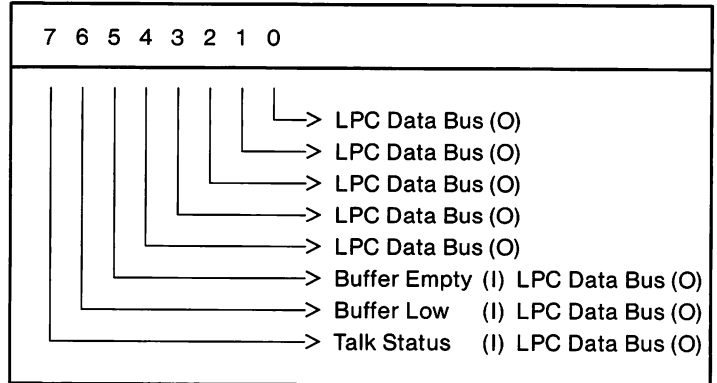 7 6 5 4 3 2 1 0
LPC Data Bus (O)
LPC Data Bus (O)
LPC Data Bus (O)
LPC Data Bus (O)
LPC Data Bus (O)
Buffer Empty (I) LPC Data Bus (O)
Buffer Low (I) LPC Data Bus (O)
Talk Status (I) LPC Data Bus (O)